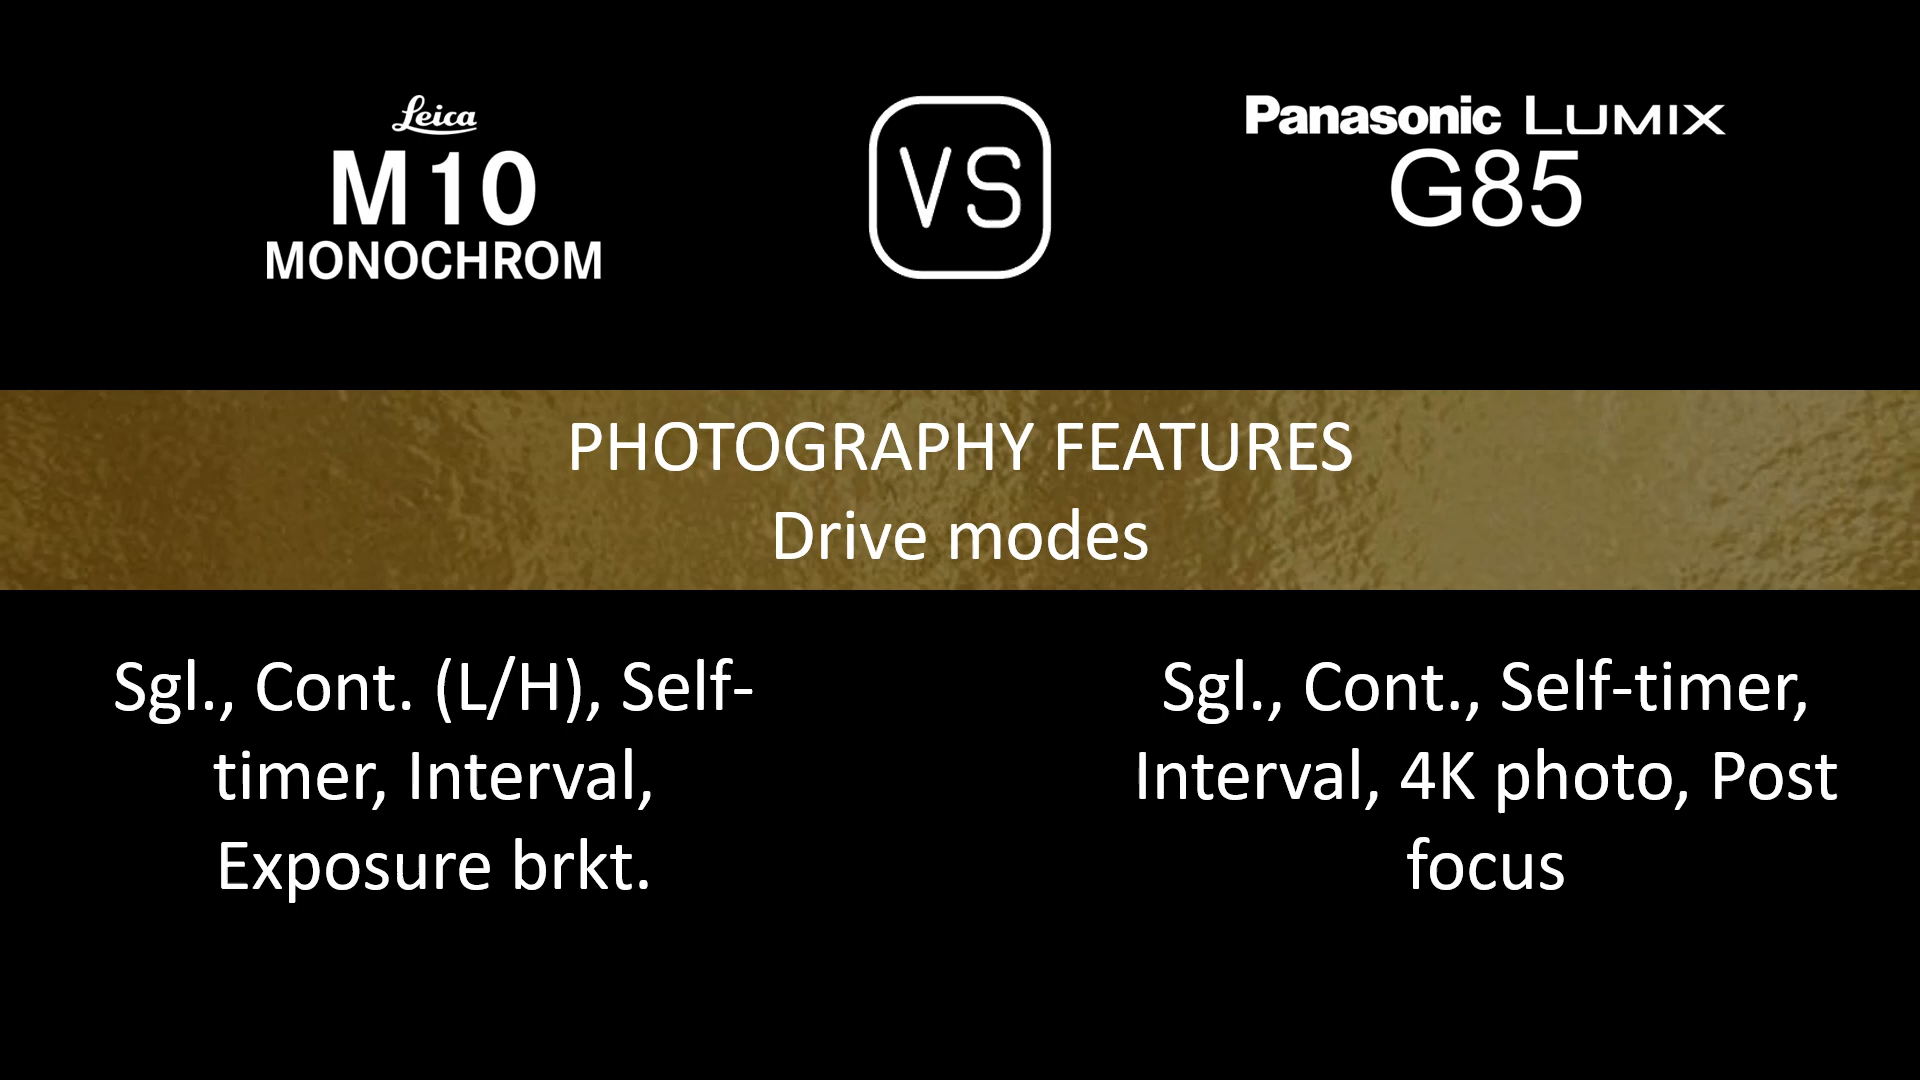 Leica
M10
MONOCHROM
VS
Panasonic LUMIX
G85
PHOTOGRAPHY FEATURES
Drive modes
Sgl., Cont. (L/H), Self-
timer, Interval,
Exposure brkt.
Sgl., Cont., Self-timer,
Interval, 4K photo, Post
focus